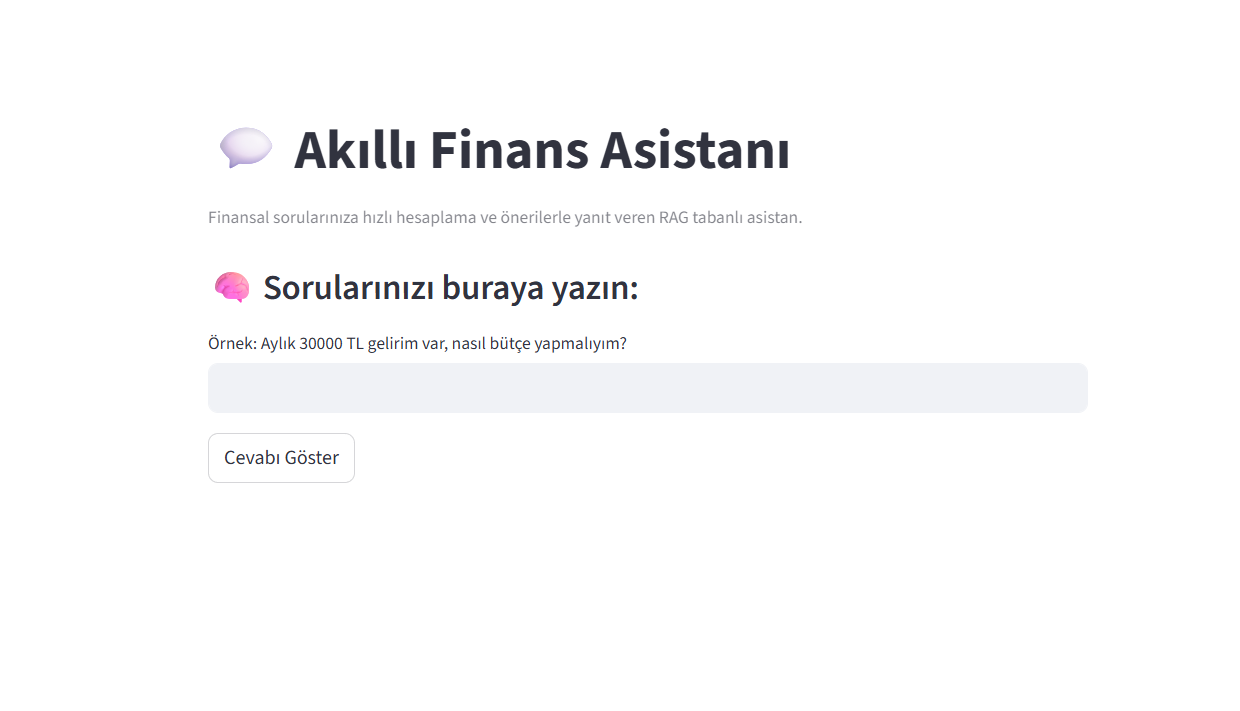 Akıllı Finans Asistanı
Finansal sorularınıza hızlı hesaplama ve önerilerle yanıt veren RAG tabanlı asistan.
Sorularınızı buraya yazın:
Örnek: Aylık 30000 TL gelirim var, nasıl bütçe yapmalıyım?
Cevabı Göster